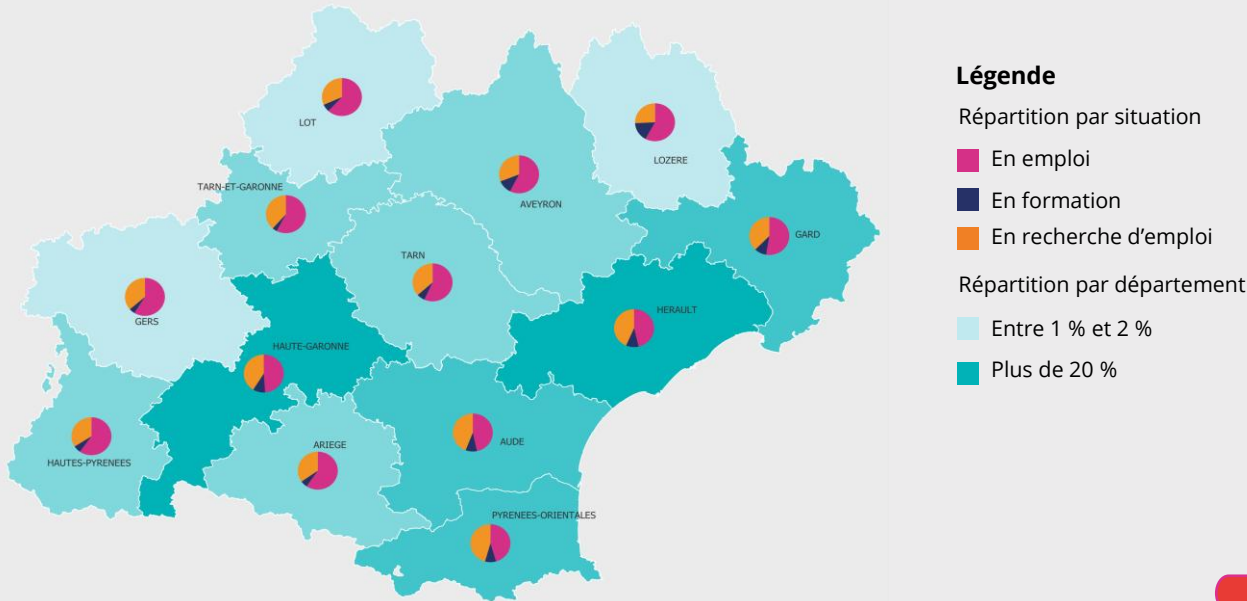 LOT
LOZERE
TARN-ET-GARONNE
AVEYRON
GARD
TARN
GERS
HERAULT
HAUTE-GARONNE
HAUTES-PYRENEES
ARIEGE
AUDE
PYRENEES-ORIENTALES
Légende
Répartition par situation
En emploi
En formation
En recherche d’emploi
Répartition par département
Entre 1 % et 2 %
Plus de 20 %